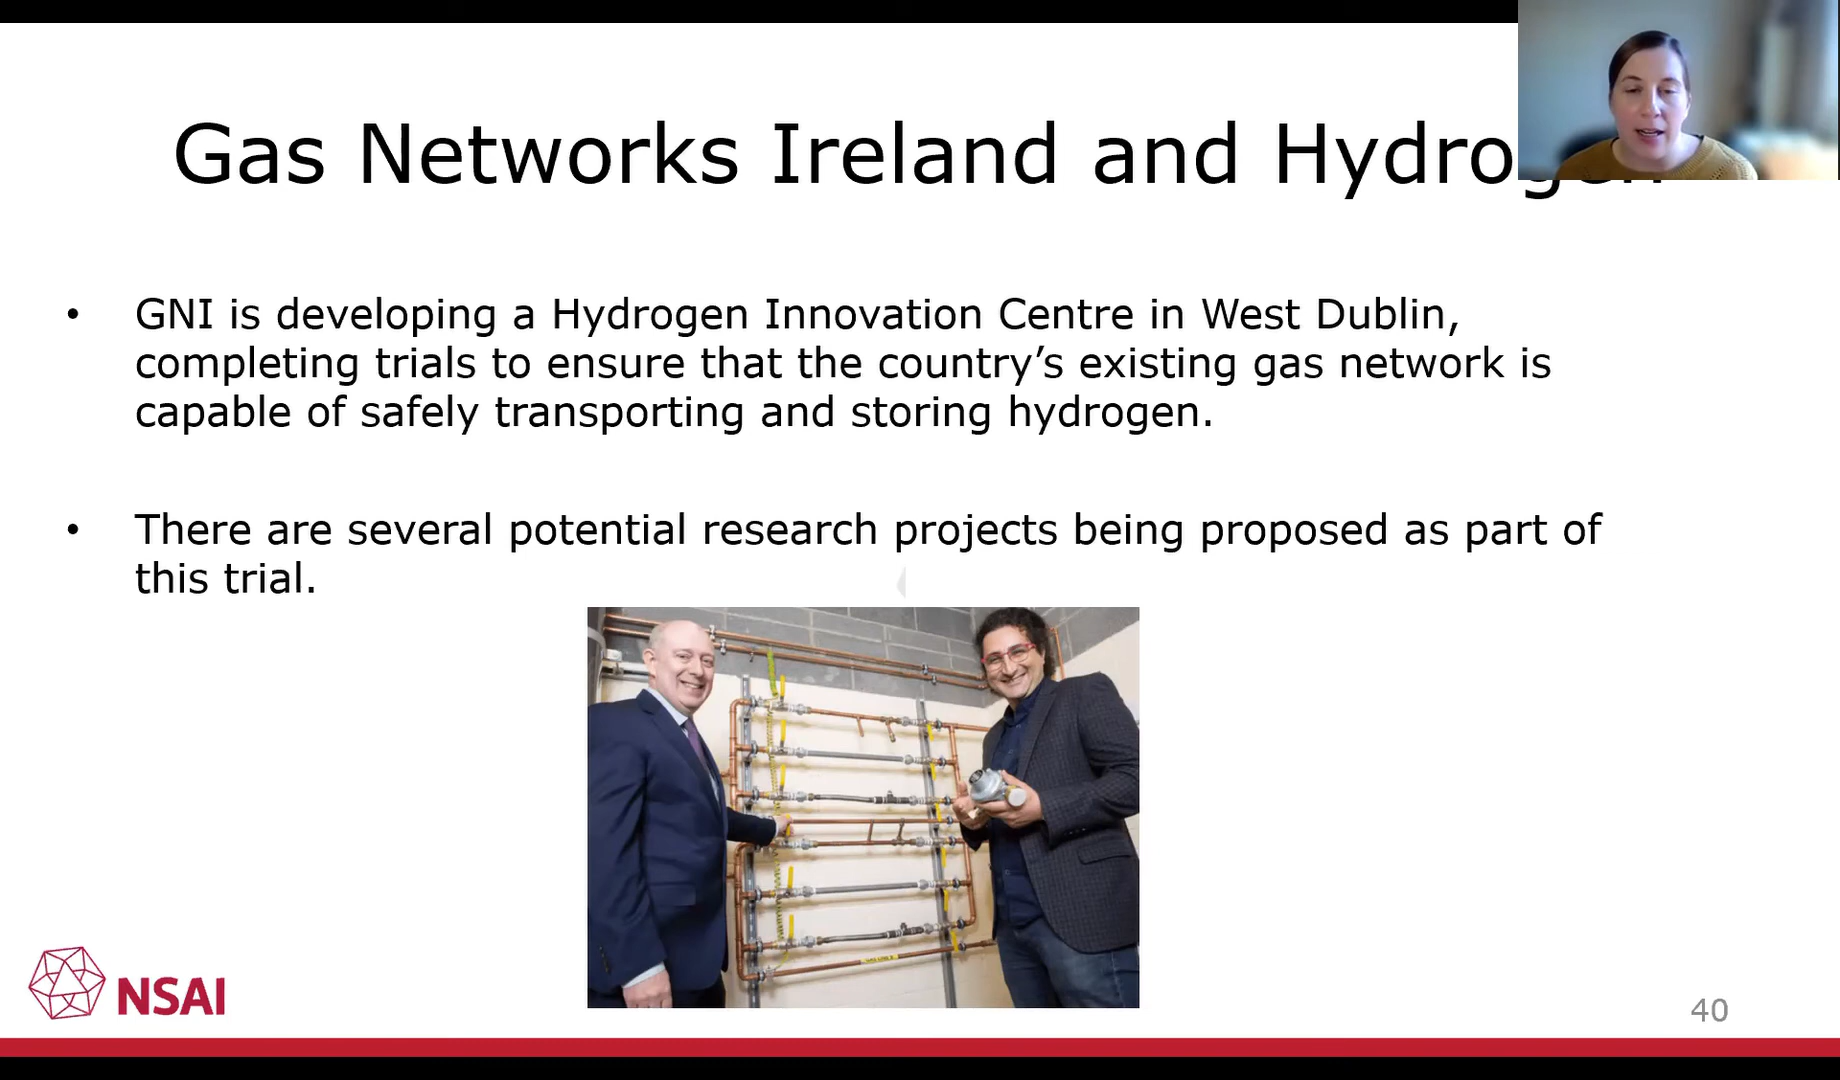 Gas Networks Ireland and
• GNI is developing a Hydrogen Innovation Centre in West Dublin,
completing trials to ensure that the country’s existing gas network is
capable of safely transporting and storing hydrogen.
• There are several potential research projects being proposed as part of
this trial.
NSAI
40